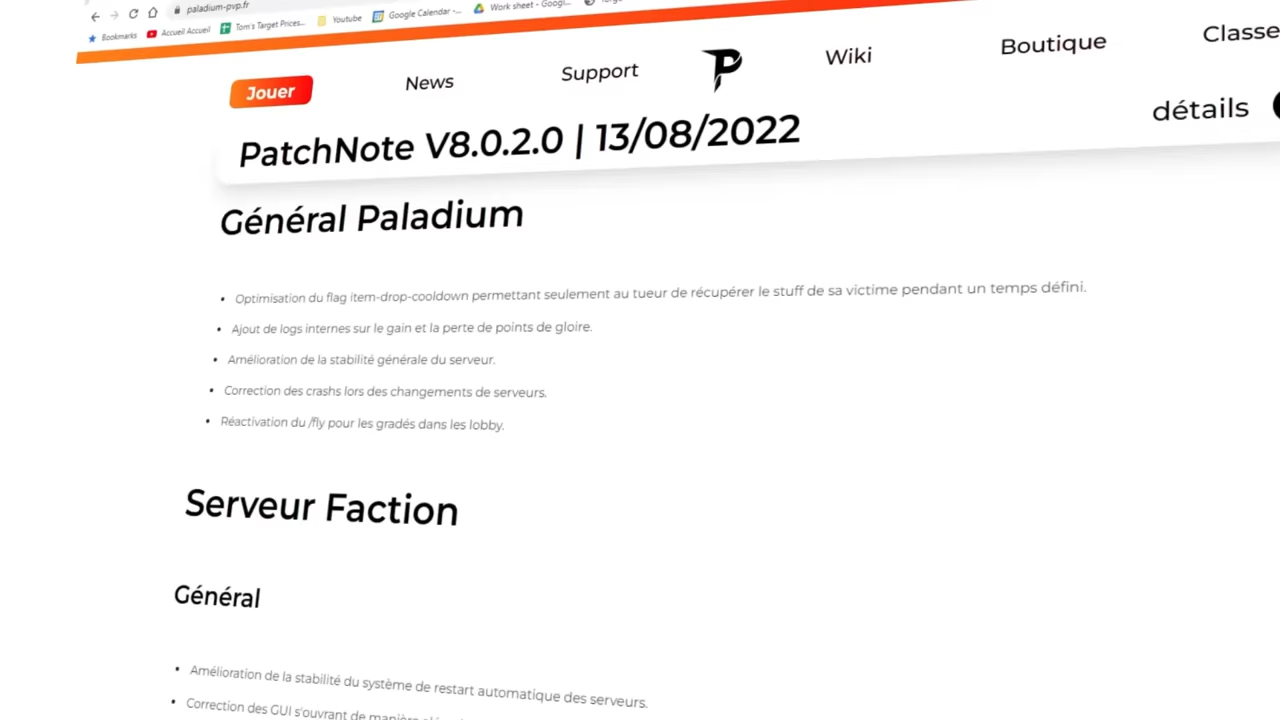 paladium-pvp.fr
Bookmarks Accueil Accueil Tom's Target Prices... Youtube Google Calendar -... Work sheet - Googl...
Jouer News Support Wiki Boutique Classe
PatchNote V8.0.2.0 | 13/08/2022 détails
Général Paladium
• Optimisation du flag item-drop-cooldown permettant seulement au tueur de récupérer le stuff de sa victime pendant un temps défini.
• Ajout de logs internes sur le gain et la perte de points de gloire.
• Amélioration de la stabilité générale du serveur.
• Correction des crashs lors des changements de serveurs.
• Réactivation du /fly pour les gradés dans les lobby.
Serveur Faction
Général
• Amélioration de la stabilité du système de restart automatique des serveurs.
• Correction des GUI s'ouvrant de manière